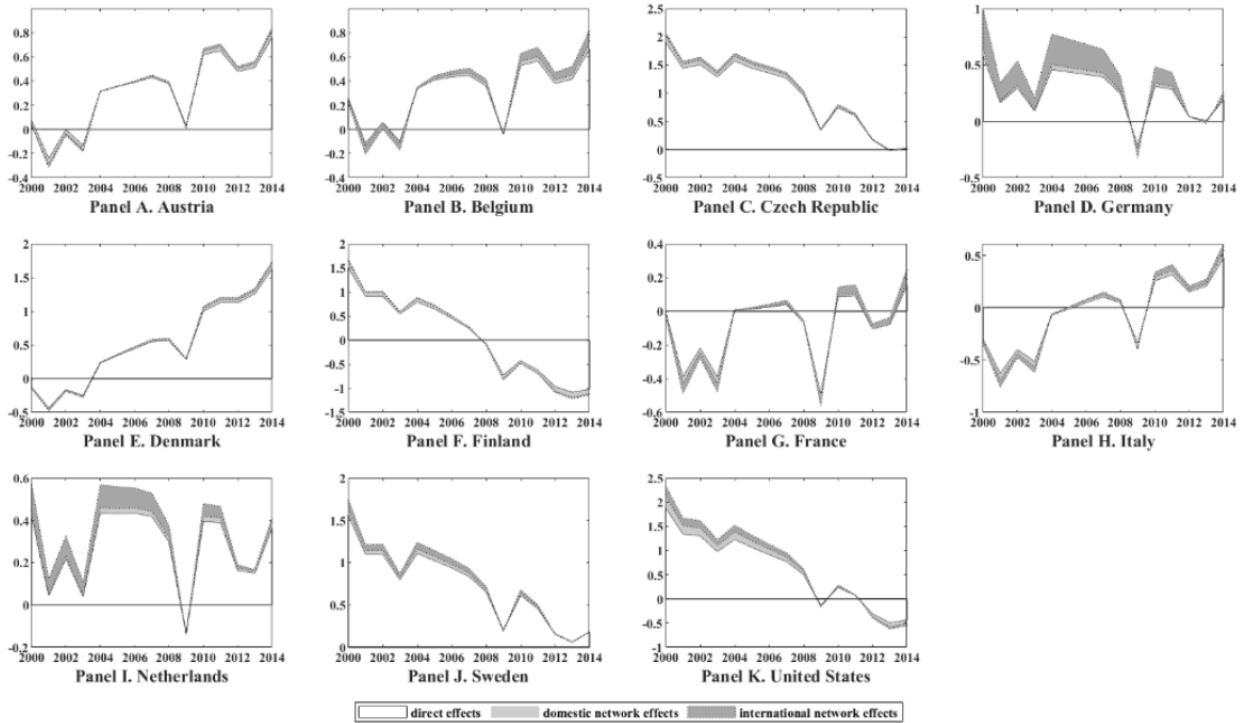 0.8
0.6
0.4
0.2
0
-0.2
-0.4
2000 2002 2004 2006 2008 2010 2012 2014
Panel A. Austria
0.8
0.6
0.4
0.2
0
-0.2
-0.4
2000 2002 2004 2006 2008 2010 2012 2014
Panel B. Belgium
2.5
2
1.5
1
0.5
0
-0.5
2000 2002 2004 2006 2008 2010 2012 2014
Panel C. Czech Republic
1
0.5
0
-0.5
2000 2002 2004 2006 2008 2010 2012 2014
Panel D. Germany
2
1.5
1
0.5
0
-0.5
2000 2002 2004 2006 2008 2010 2012 2014
Panel E. Denmark
2
1.5
1
0.5
0
-0.5
-1
-1.5
2000 2002 2004 2006 2008 2010 2012 2014
Panel F. Finland
0.4
0.2
0
-0.2
-0.4
-0.6
2000 2002 2004 2006 2008 2010 2012 2014
Panel G. France
0.5
0
-0.5
-1
2000 2002 2004 2006 2008 2010 2012 2014
Panel H. Italy
0.6
0.4
0.2
0
-0.2
2000 2002 2004 2006 2008 2010 2012 2014
Panel I. Netherlands
2
1.5
1
0.5
0
2000 2002 2004 2006 2008 2010 2012 2014
Panel J. Sweden
2.5
2
1.5
1
0.5
0
-0.5
-1
2000 2002 2004 2006 2008 2010 2012 2014
Panel K. United States
direct effects domestic network effects international network effects